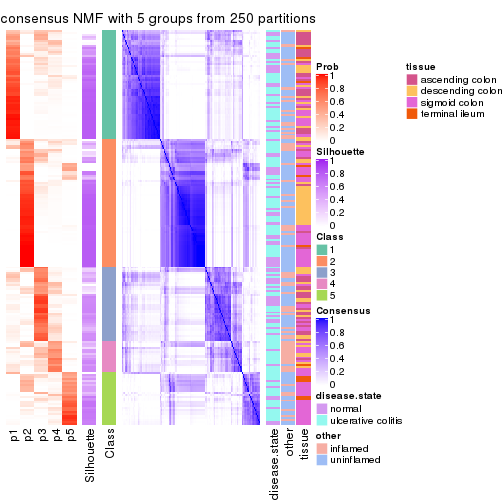 consensus NMF with 5 groups from 250 partitions
p1
p2
p3
p4
p5
Silhouette
Class
disease.state
other
tissue
Prob
1
0.8
0.6
0.4
0.2
0
Silhouette
1
0.8
0.6
0.4
0.2
0
Class
1
2
3
4
5
Consensus
1
0.8
0.6
0.4
0.2
0
disease.state
normal
ulcerative colitis
other
inflamed
uninflamed
tissue
ascending colon
descending colon
sigmoid colon
terminal ileum